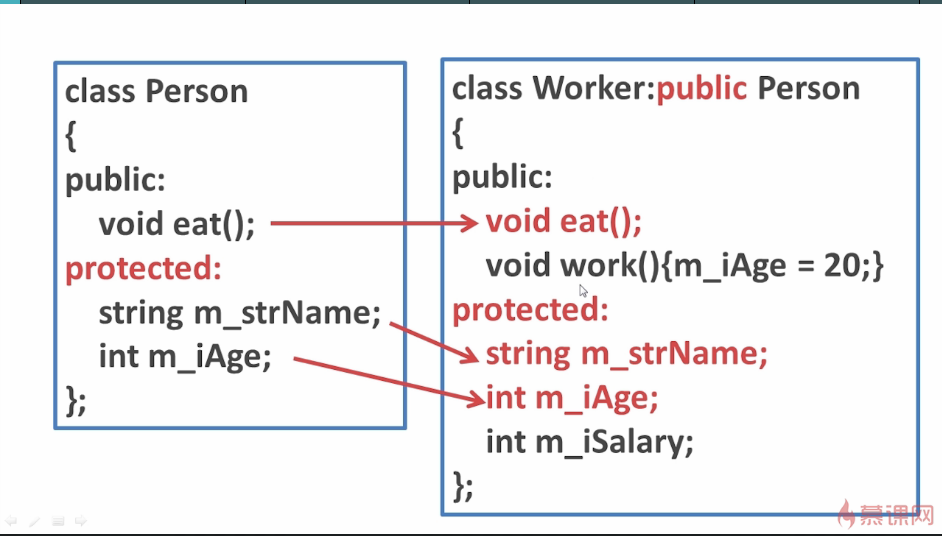 class Person
{
public:
void eat();
protected:
string m_strName;
int m_iAge;
};
class Worker:public Person
{
public:
void eat();
void work(){m_iAge = 20;}
protected:
string m_strName;
int m_iAge;
int m_iSalary;
};
慕课网